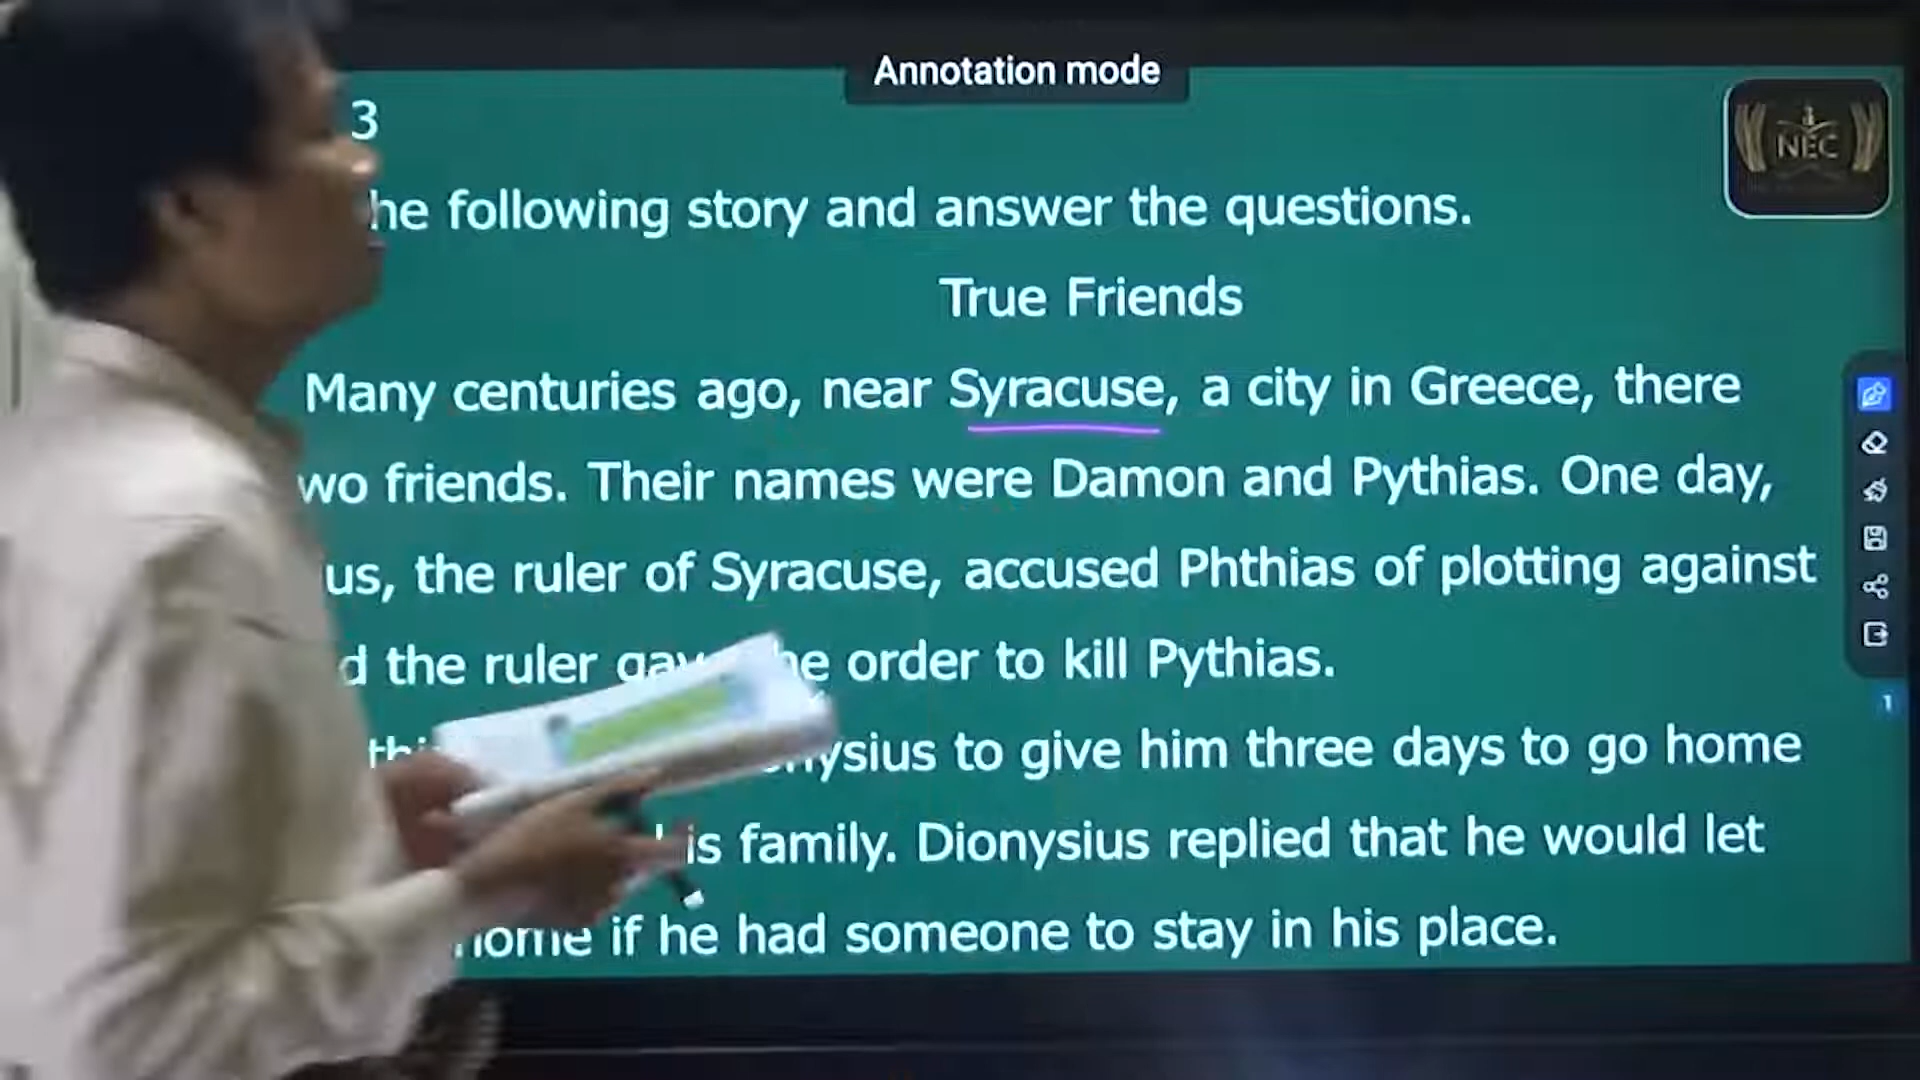 Annotation mode
3
NEC
he following story and answer the questions.
True Friends
Many centuries ago, near Syracuse, a city in Greece, there
wo friends. Their names were Damon and Pythias. One day,
us, the ruler of Syracuse, accused Phthias of plotting against
d the ruler he order to kill Pythias.
nysius to give him three days to go home
is family. Dionysius replied that he would let
home if he had someone to stay in his place.
1